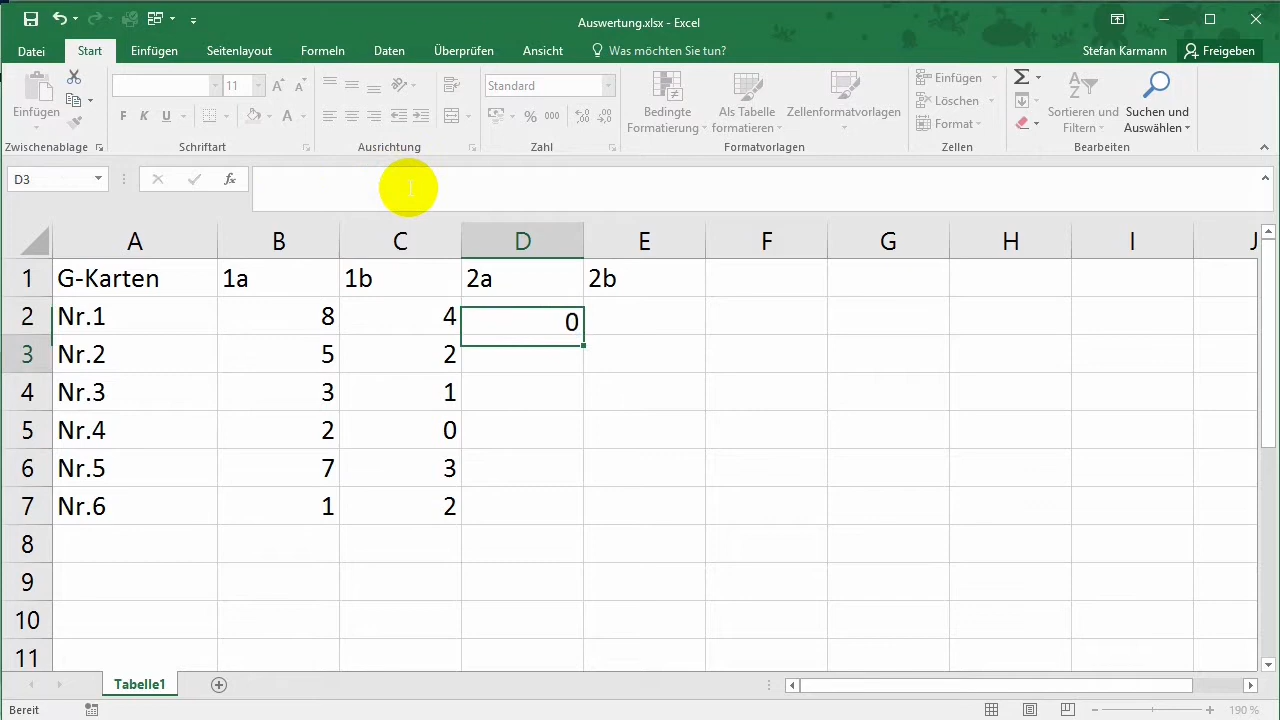 Auswertung.xlsx - Excel
Datei Start Einfügen Seitenlayout Formeln Daten Überprüfen Ansicht Was möchten Sie tun? Stefan Karmann Freigeben
Einfügen
Zwischenablage
11
F K U A
Schriftart
Ausrichtung
Standard
% 000
Zahl
Bedingte Formatierung
Als Tabelle formatieren
Zellenformatvorlagen
Formatvorlagen
Einfügen
Löschen
Format
Zellen
Sortieren und Filtern
Suchen und Auswählen
Bearbeiten
D3 fx
A B C D E F G H I J
1 G-Karten 1a 1b 2a 2b
2 Nr.1 8 4 0
3 Nr.2 5 2
4 Nr.3 3 1
5 Nr.4 2 0
6 Nr.5 7 3
7 Nr.6 1 2
8
9
10
11
Tabelle1
Bereit 190 %